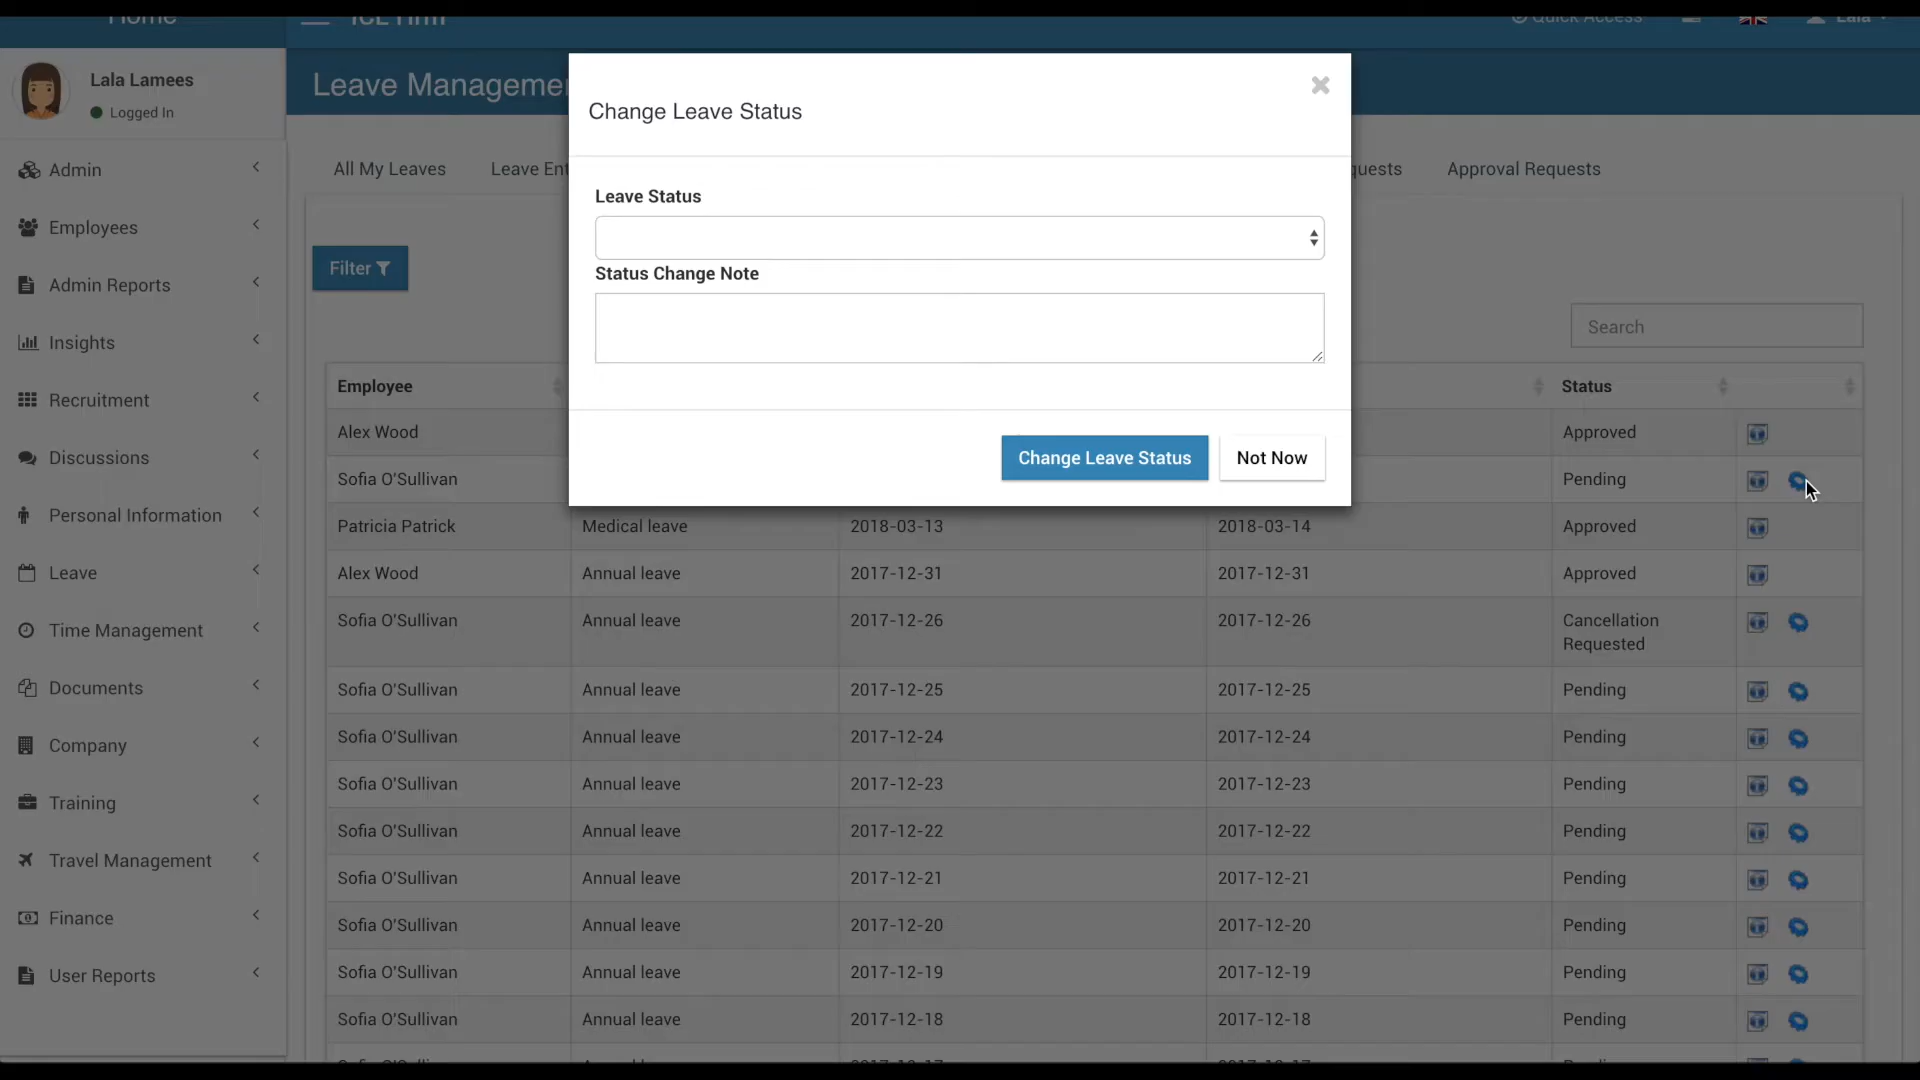 Home ICE Hrm Quick Access Lala
Lala Lamees
Logged In
Leave Manageme
Change Leave Status
All My Leaves Leave Ent quests Approval Requests
Leave Status
Status Change Note
Change Leave Status Not Now
Filter
Search
Admin
Employees
Admin Reports
Insights
Recruitment
Discussions
Personal Information
Leave
Time Management
Documents
Company
Training
Travel Management
Finance
User Reports
Employee Status
Alex Wood Approved
Sofia O'Sullivan Pending
Patricia Patrick Medical leave 2018-03-13 2018-03-14 Approved
Alex Wood Annual leave 2017-12-31 2017-12-31 Approved
Sofia O'Sullivan Annual leave 2017-12-26 2017-12-26 Cancellation
Requested
Sofia O'Sullivan Annual leave 2017-12-25 2017-12-25 Pending
Sofia O'Sullivan Annual leave 2017-12-24 2017-12-24 Pending
Sofia O'Sullivan Annual leave 2017-12-23 2017-12-23 Pending
Sofia O'Sullivan Annual leave 2017-12-22 2017-12-22 Pending
Sofia O'Sullivan Annual leave 2017-12-21 2017-12-21 Pending
Sofia O'Sullivan Annual leave 2017-12-20 2017-12-20 Pending
Sofia O'Sullivan Annual leave 2017-12-19 2017-12-19 Pending
Sofia O'Sullivan Annual leave 2017-12-18 2017-12-18 Pending